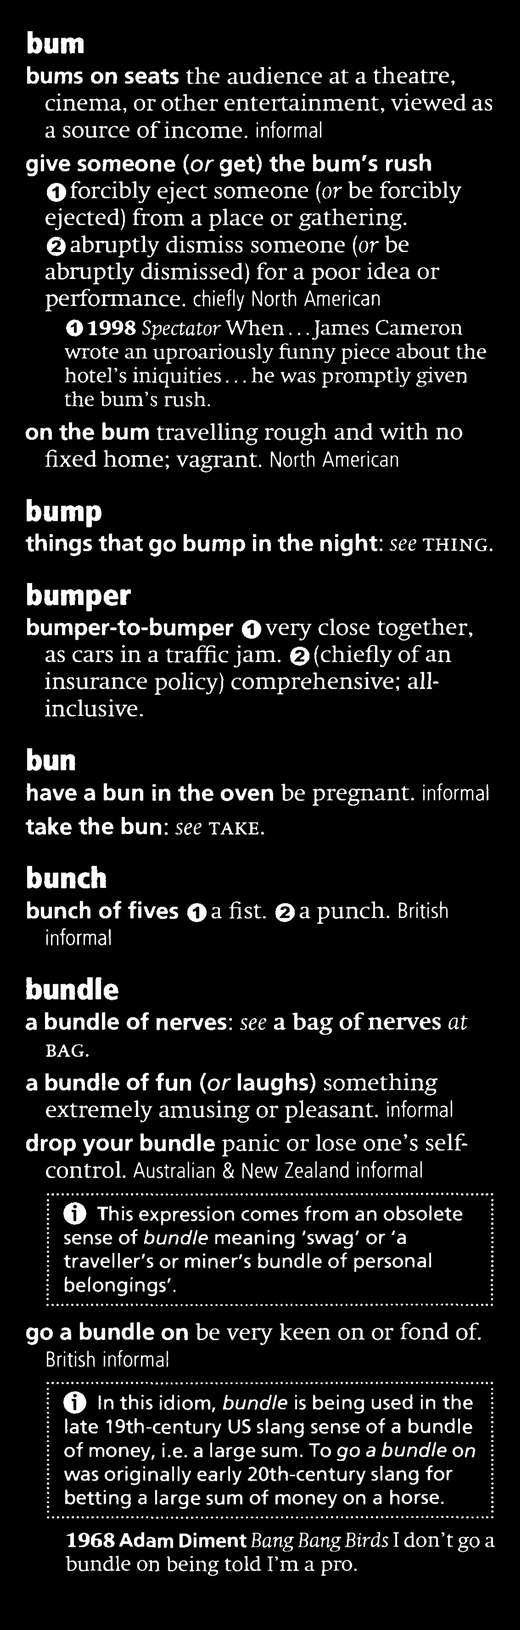 bum
bums on seats the audience at a theatre,
cinema, or other entertainment, viewed as
a source of income. informal
give someone (or get) the bum's rush
❶ forcibly eject someone (or be forcibly
ejected) from a place or gathering.
❷ abruptly dismiss someone (or be
abruptly dismissed) for a poor idea or
performance. chiefly North American
❶ 1998 Spectator When...James Cameron
wrote an uproariously funny piece about the
hotel's iniquities...he was promptly given
the bum's rush.
on the bum travelling rough and with no
fixed home; vagrant. North American
bump
things that go bump in the night: see THING.
bumper
bumper-to-bumper ❶ very close together,
as cars in a traffic jam. ❷ (chiefly of an
insurance policy) comprehensive; all-
inclusive.
bun
have a bun in the oven be pregnant. informal
take the bun: see TAKE.
bunch
bunch of fives ❶ a fist. ❷ a punch. British
informal
bundle
a bundle of nerves: see a bag of nerves at
BAG.
a bundle of fun (or laughs) something
extremely amusing or pleasant. informal
drop your bundle panic or lose one's self-
control. Australian & New Zealand informal
i This expression comes from an obsolete
sense of bundle meaning 'swag' or 'a
traveller's or miner's bundle of personal
belongings'.
go a bundle on be very keen on or fond of.
British informal
i In this idiom, bundle is being used in the
late 19th-century US slang sense of a bundle
of money, i.e. a large sum. To go a bundle on
was originally early 20th-century slang for
betting a large sum of money on a horse.
1968 Adam Diment Bang Bang Birds I don't go a
bundle on being told I'm a pro.